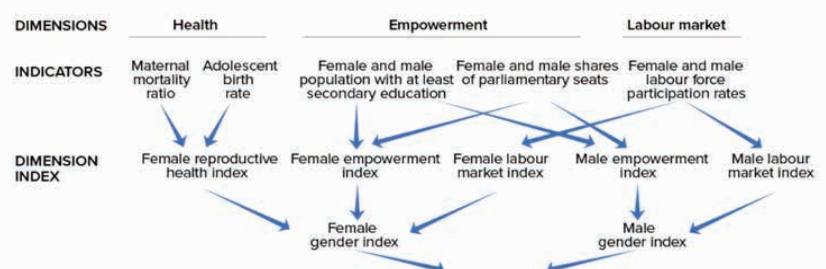 DIMENSIONS Health Empowerment Labour market
INDICATORS
Maternal
mortality
ratio
Adolescent
birth
rate
Female and male
population with at least
secondary education
Female and male shares
of parliamentary seats
Female and male
labour force
participation rates
DIMENSION
INDEX
Female reproductive
health index
Female empowerment
index
Female labour
market index
Male empowerment
index
Male labour
market index
Female
gender index
Male
gender index